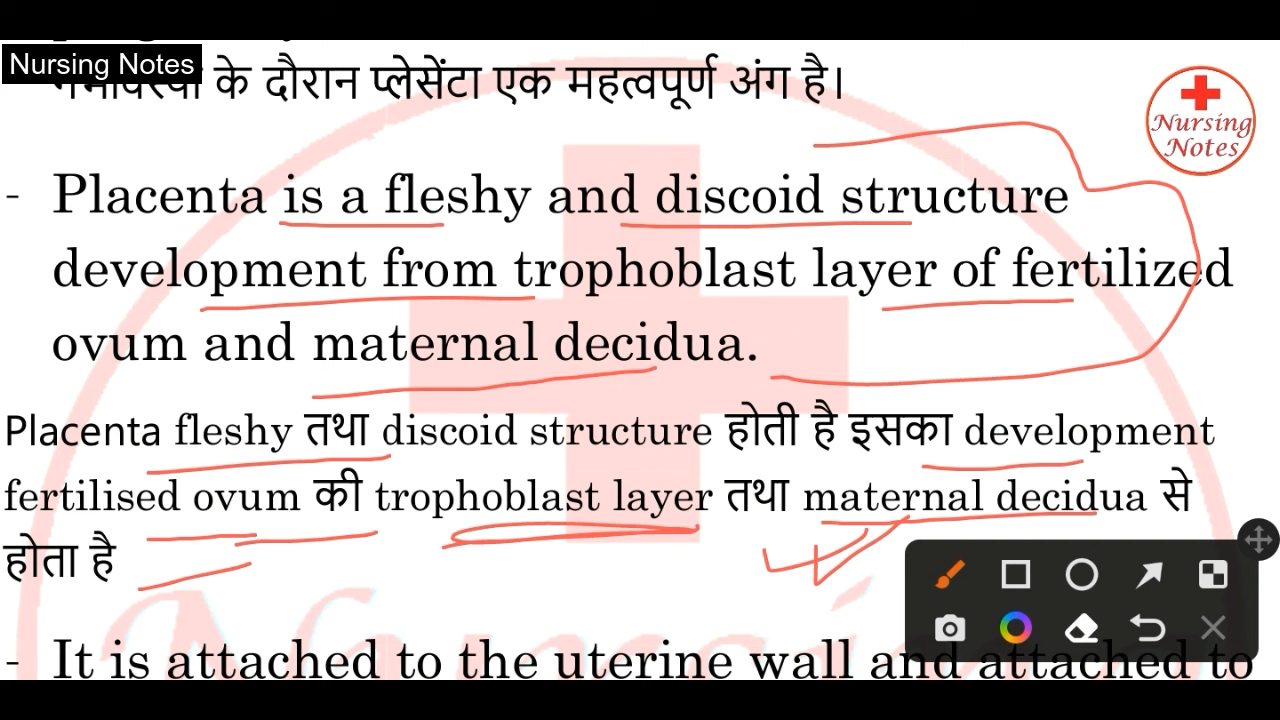 Nursing Notes
के दौरान प्लेसेंटा एक महत्वपूर्ण अंग है।
Nursing
Notes
- Placenta is a fleshy and discoid structure
development from trophoblast layer of fertilized
ovum and maternal decidua.
Placenta fleshy तथा discoid structure होती है इसका development
fertilised ovum की trophoblast layer तथा maternal decidua से
होता है
- It is attached to the uterine wall and attached to